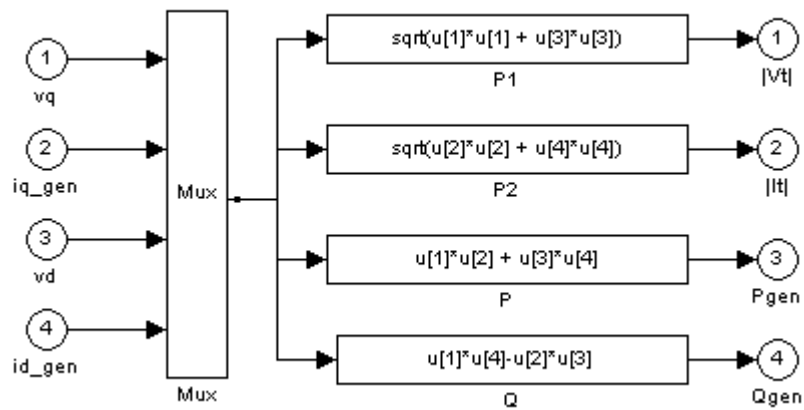 1
vq
2
iq_gen
3
vd
4
id_gen
Mux
Mux
sqrt(u[1]*u[1] + u[3]*u[3])
P1
sqrt(u[2]*u[2] + u[4]*u[4])
P2
u[1]*u[2] + u[3]*u[4]
P
u[1]*u[4]-u[2]*u[3]
Q
1
|Vt|
2
|It|
3
Pgen
4
Qgen